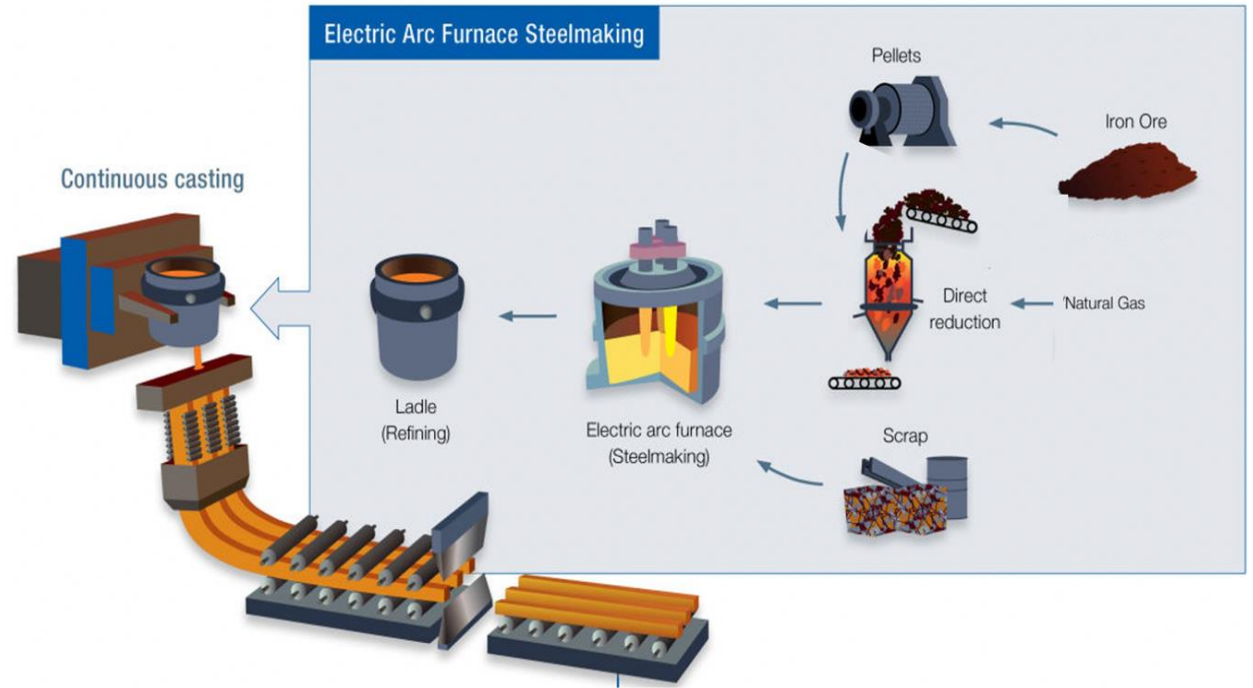 Electric Arc Furnace Steelmaking
Pellets
Iron Ore
Continuous casting
Direct
reduction
'Natural Gas
Ladle
(Refining)
Electric arc furnace
(Steelmaking)
Scrap